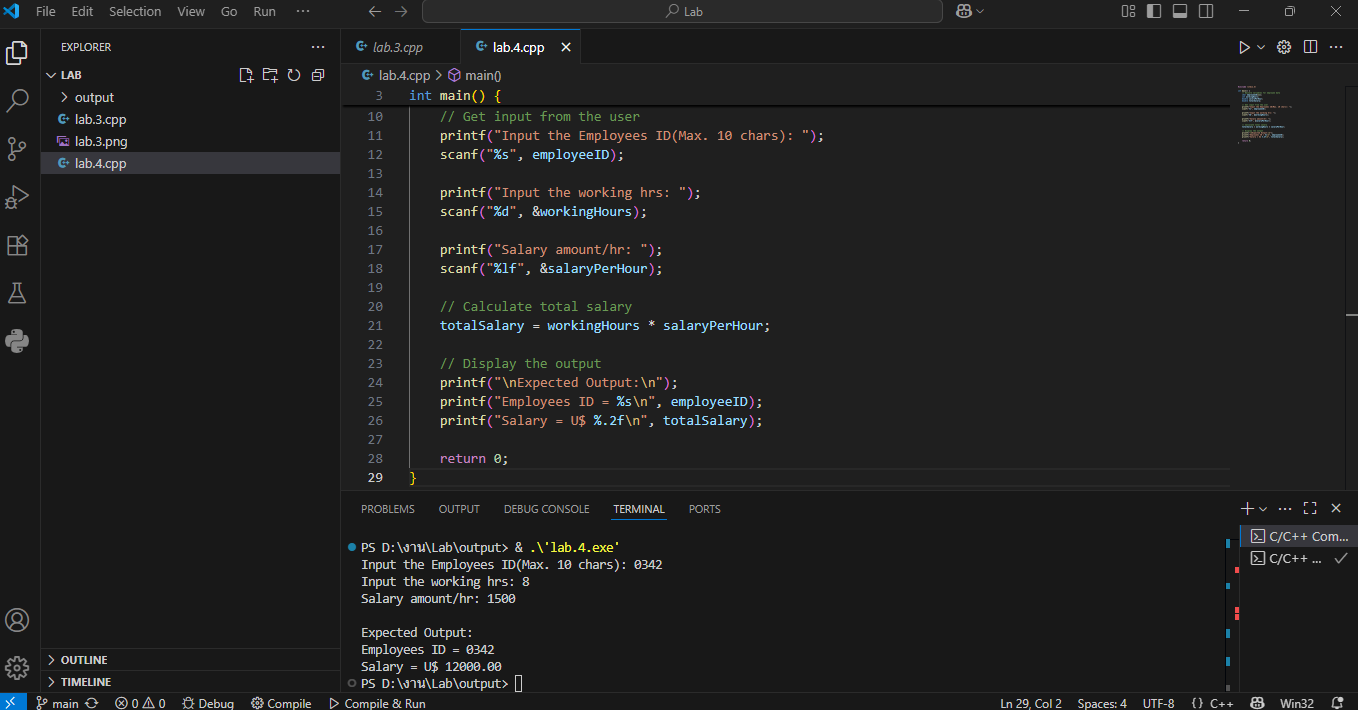 File Edit Selection View Go Run ··· Lab
EXPLORER ···
LAB
output
lab.3.cpp
lab.3.png
lab.4.cpp
OUTLINE
TIMELINE
lab.3.cpp lab.4.cpp
lab.4.cpp > main()
3 int main() {
10 // Get input from the user
11 printf("Input the Employees ID(Max. 10 chars): ");
12 scanf("%s", employeeID);
13
14 printf("Input the working hrs: ");
15 scanf("%d", &workingHours);
16
17 printf("Salary amount/hr: ");
18 scanf("%lf", &salaryPerHour);
19
20 // Calculate total salary
21 totalSalary = workingHours * salaryPerHour;
22
23 // Display the output
24 printf("\nExpected Output:\n");
25 printf("Employees ID = %s\n", employeeID);
26 printf("Salary = U$ %.2f\n", totalSalary);
27
28 return 0;
29 }
PROBLEMS OUTPUT DEBUG CONSOLE TERMINAL PORTS
PS D:\งาน\Lab\output> & .\'lab.4.exe'
Input the Employees ID(Max. 10 chars): 0342
Input the working hrs: 8
Salary amount/hr: 1500
Expected Output:
Employees ID = 0342
Salary = U$ 12000.00
PS D:\งาน\Lab\output>
C/C++ Com...
C/C++ ...
main 0 0 Debug Compile Compile & Run Ln 29, Col 2 Spaces: 4 UTF-8 {} C++ Win32